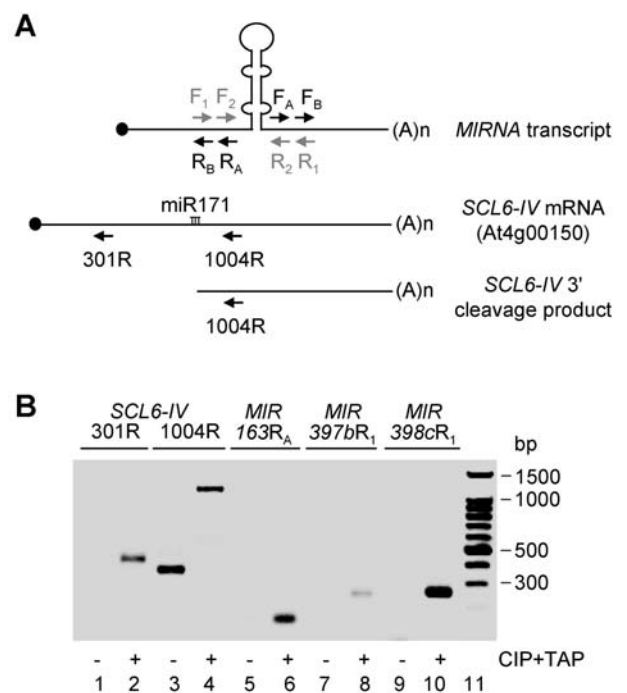 A
F1 F2 FA FB
(A)n MIRNA transcript
RB RA R2 R1
miR171 SCL6-IV mRNA
(A)n (At4g00150)
301R 1004R
(A)n SCL6-IV 3'
cleavage product
1004R
B
SCL6-IV MIR MIR MIR
301R 1004R 163RA 397bR1 398cR1
bp
1500
1000
500
300
- + - + - + - + - + CIP+TAP
1 2 3 4 5 6 7 8 9 10 11